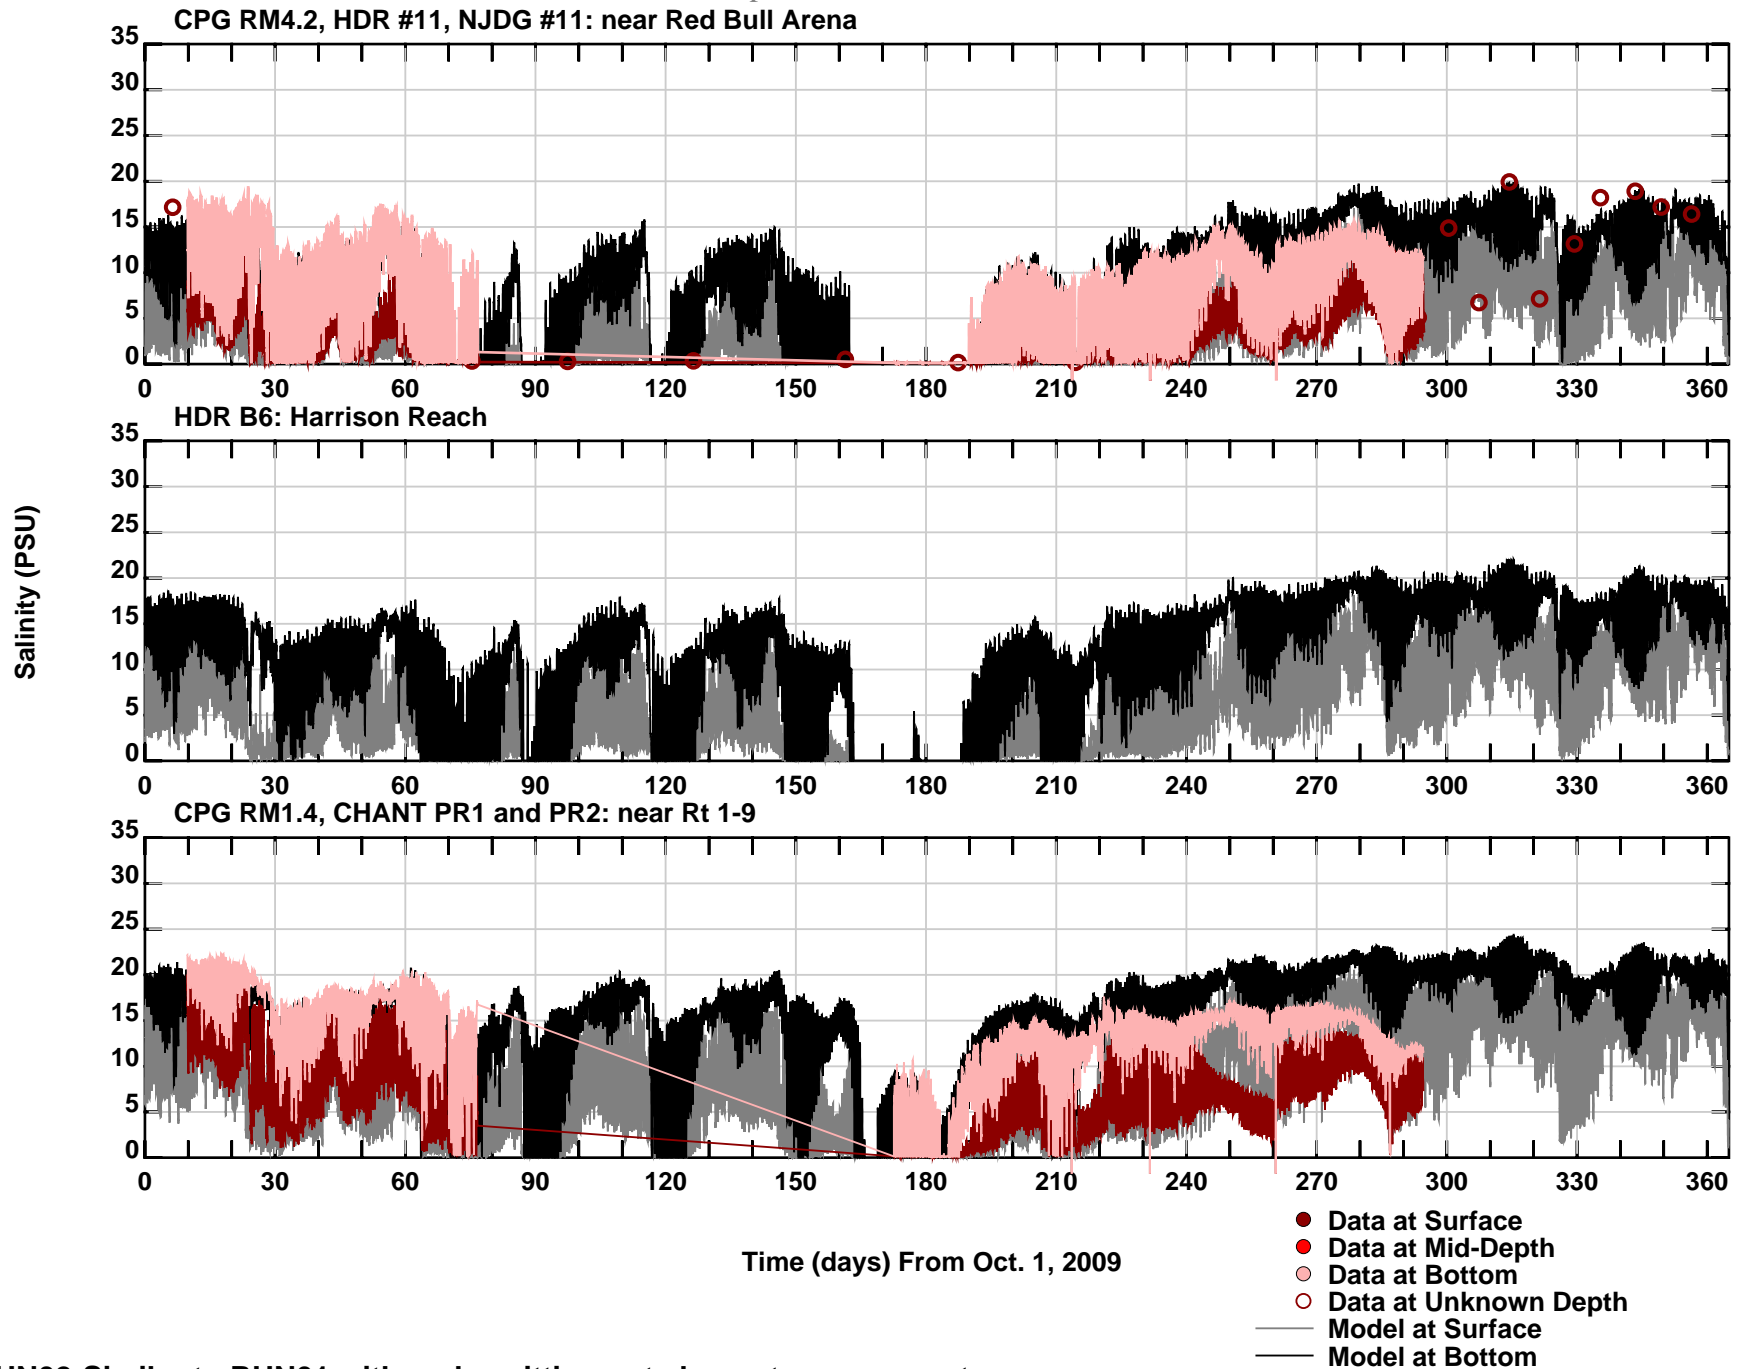 CPG RM4.2, HDR #11, NJDG #11: near Red Bull Arena
35
30
25
20
15
10
5
0
0 30 60 90 120 150 180 210 240 270 300 330 360
HDR B6: Harrison Reach
35
30
25
20
15
10
5
0
0 30 60 90 120 150 180 210 240 270 300 330 360
Salinity (PSU)
CPG RM1.4, CHANT PR1 and PR2: near Rt 1-9
35
30
25
20
15
10
5
0
0 30 60 90 120 150 180 210 240 270 300 330 360
Time (days) From Oct. 1, 2009
Data at Surface
Data at Mid-Depth
Data at Bottom
Data at Unknown Depth
Model at Surface
Model at Bottom